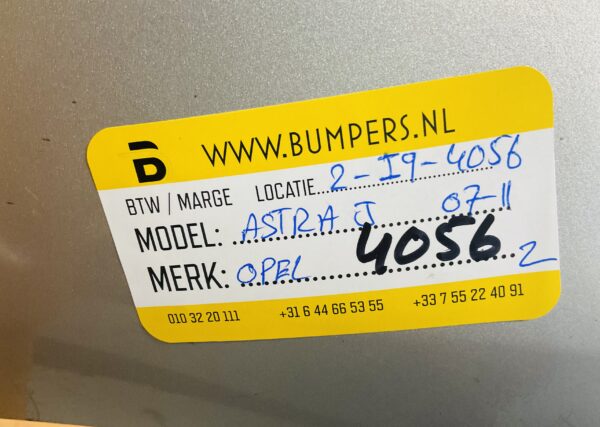 WWW.BUMPERS.NL
BTW / MARGE LOCATIE 2-I9-4056
MODEL: ASTRA J 07-11
MERK: OPEL 4056 2
010 32 20 111 +31 6 44 66 53 55 +33 7 55 22 40 91